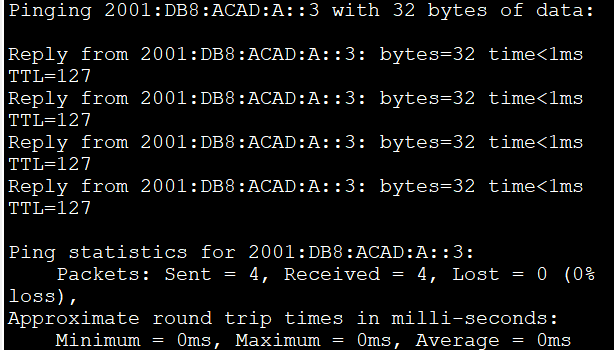 Pinging 2001:DB8:ACAD:A::3 with 32 bytes of data:

Reply from 2001:DB8:ACAD:A::3: bytes=32 time<1ms
TTL=127
Reply from 2001:DB8:ACAD:A::3: bytes=32 time<1ms
TTL=127
Reply from 2001:DB8:ACAD:A::3: bytes=32 time<1ms
TTL=127
Reply from 2001:DB8:ACAD:A::3: bytes=32 time<1ms
TTL=127

Ping statistics for 2001:DB8:ACAD:A::3:
    Packets: Sent = 4, Received = 4, Lost = 0 (0%
loss),
Approximate round trip times in milli-seconds:
    Minimum = 0ms, Maximum = 0ms, Average = 0ms